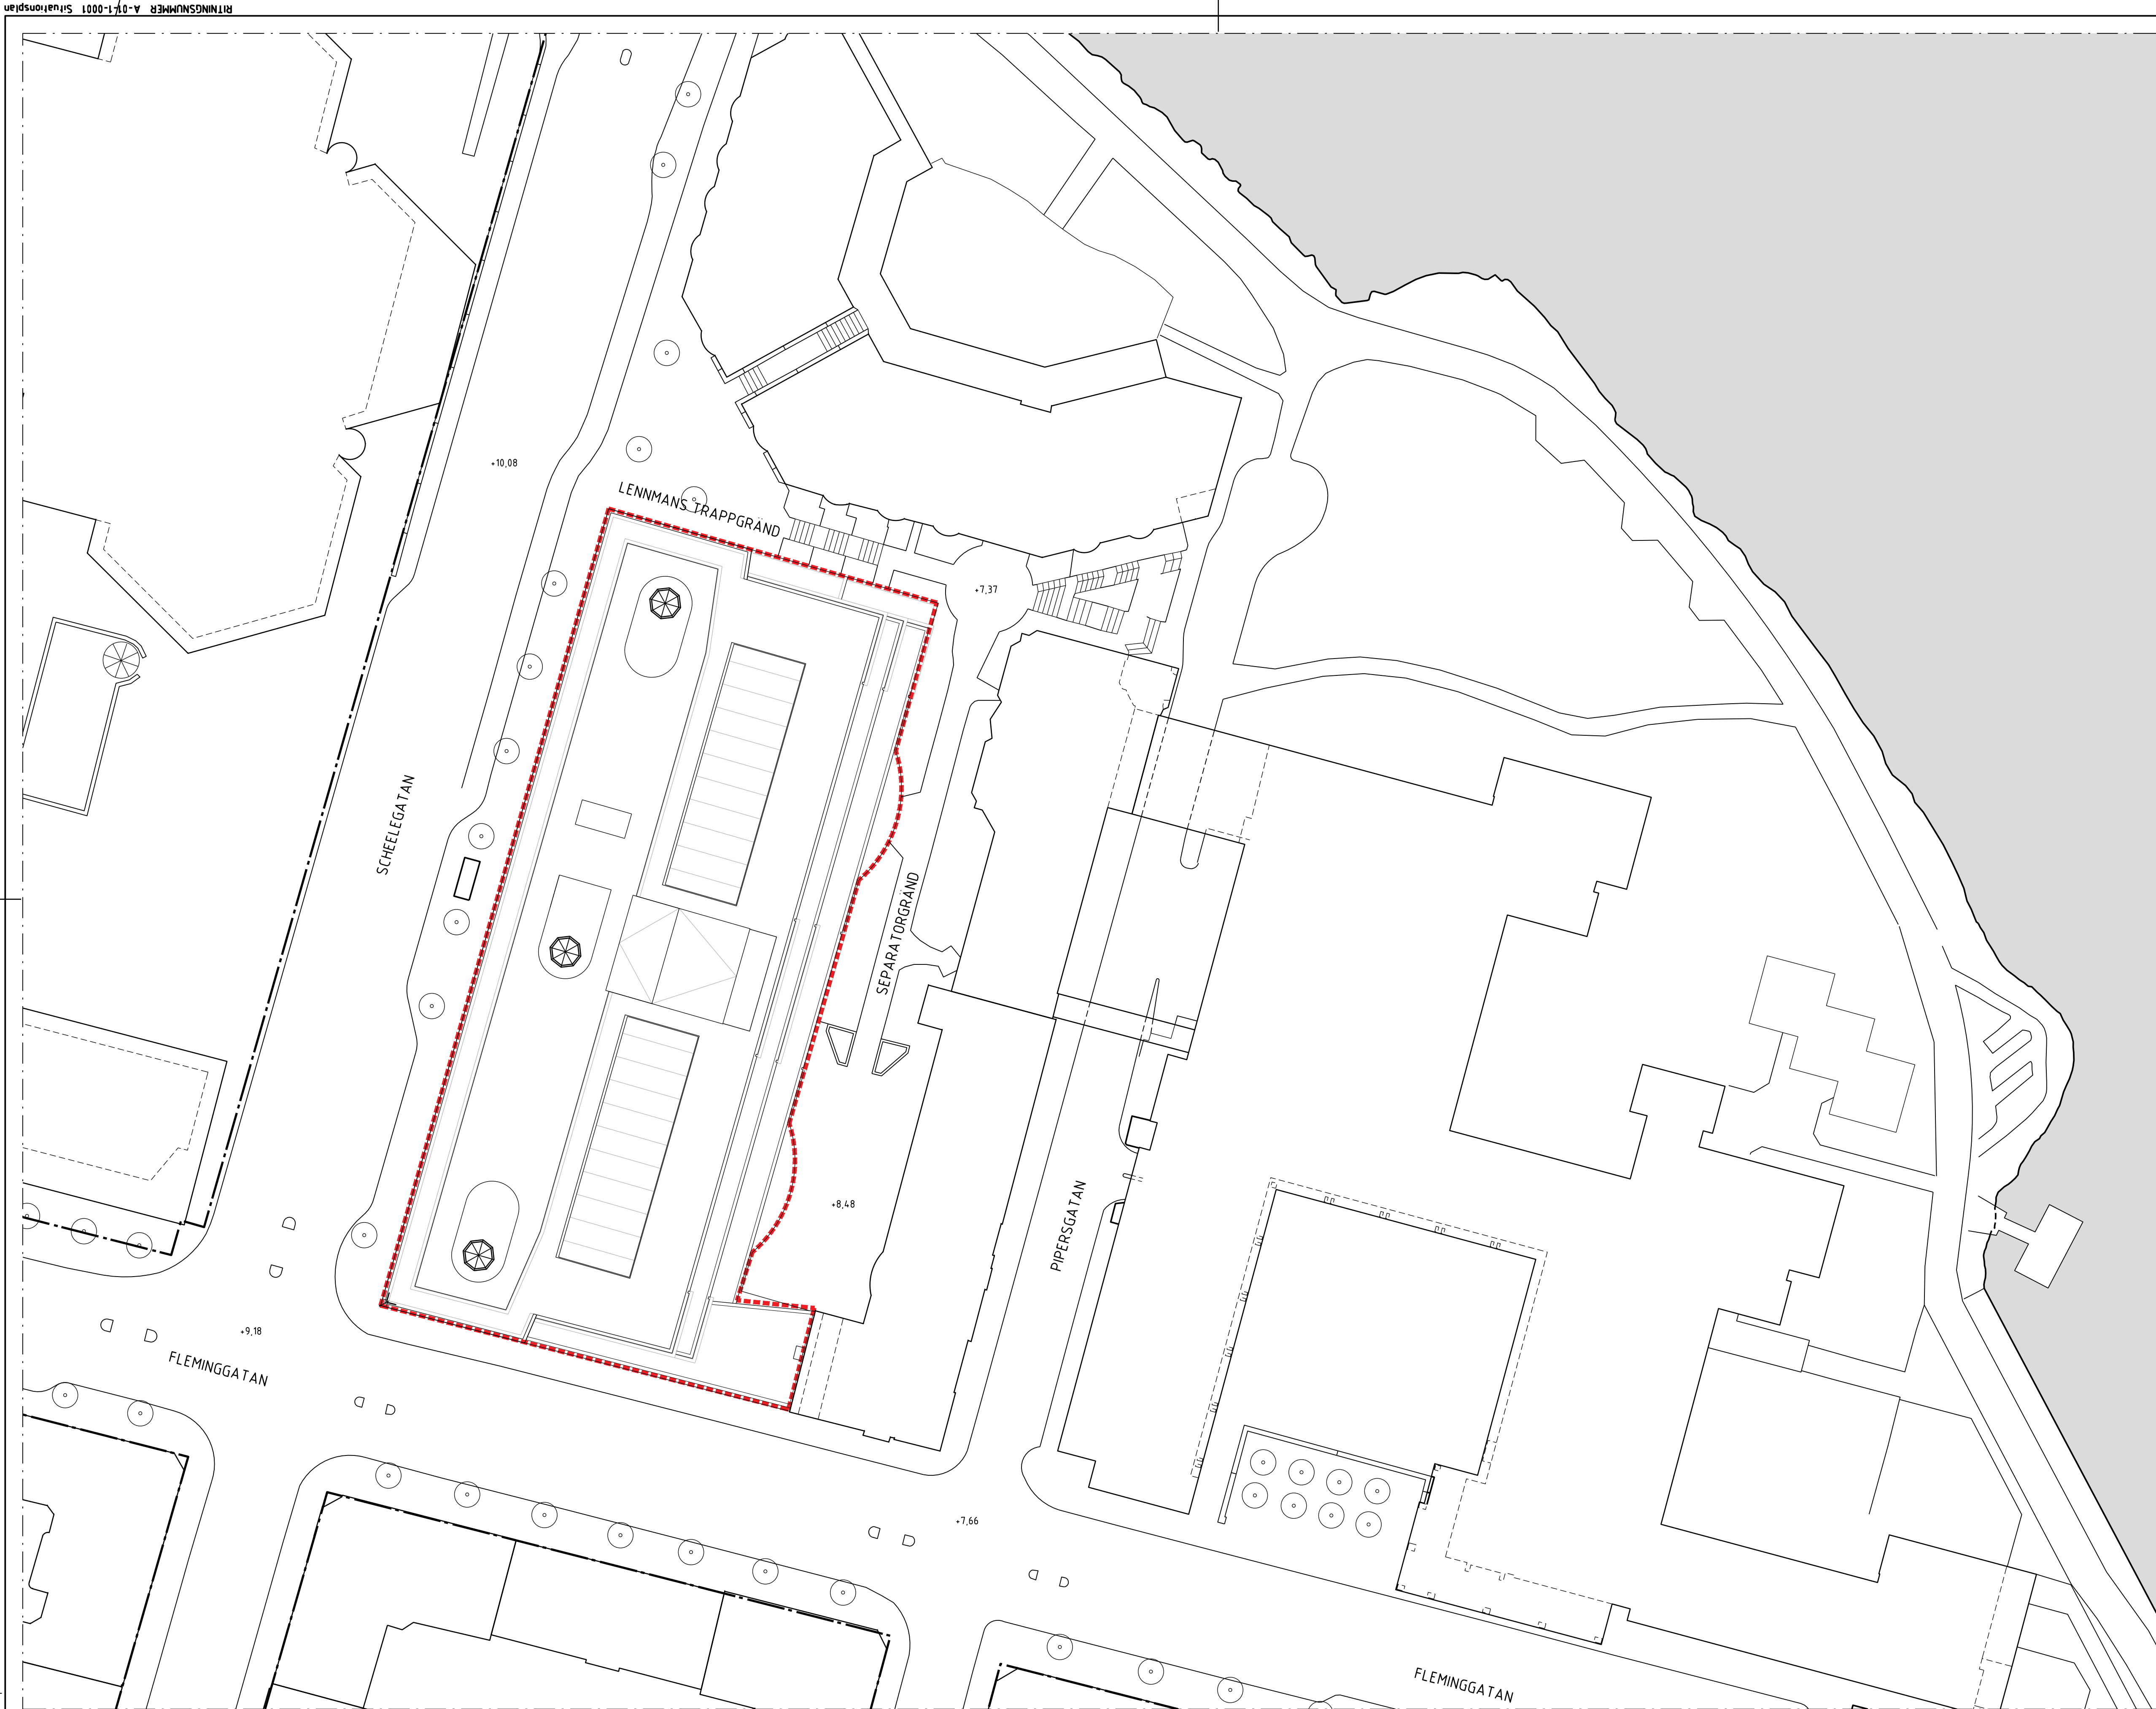 RITNINGSNUMMER A-01-1-0001 Situationsplan
+10,08
LENNMANS TRAPPGRÄND
+7,37
SCHEELEGATAN
SEPARATORGRÄND
+8,48
PIPERSGATAN
+9,18
FLEMINGGATAN
+7,66
FLEMINGGATAN